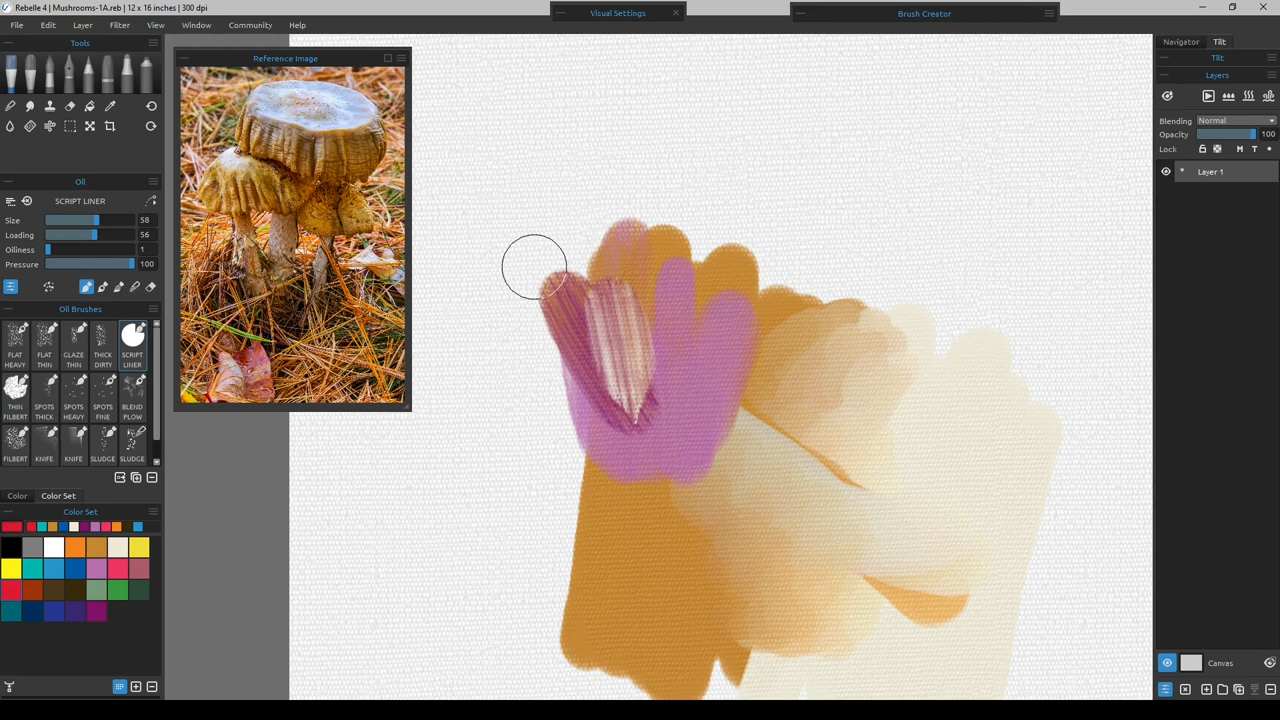 Rebelle 4 | Mushrooms-1A.reb | 12 x 16 inches | 300 dpi
Visual Settings
Brush Creator
File Edit Layer Filter View Window Community Help
Tools
Reference Image
Navigator Tilt
Tilt
Layers
Blending Normal
Opacity 100
Lock M T
Layer 1
Oil
SCRIPT LINER
Size 58
Loading 56
Oiliness 1
Pressure 100
Oil Brushes
FLAT HEAVY
FLAT THIN
GLAZE THIN
THICK DIRTY
SCRIPT LINER
THIN FILBERT
SPOTS THICK
SPOTS HEAVY
SPOTS FINE
BLEND PLOW
FILBERT
KNIFE
KNIFE
SLUDGE
SLUDGE
Color Color Set
Color Set
Canvas